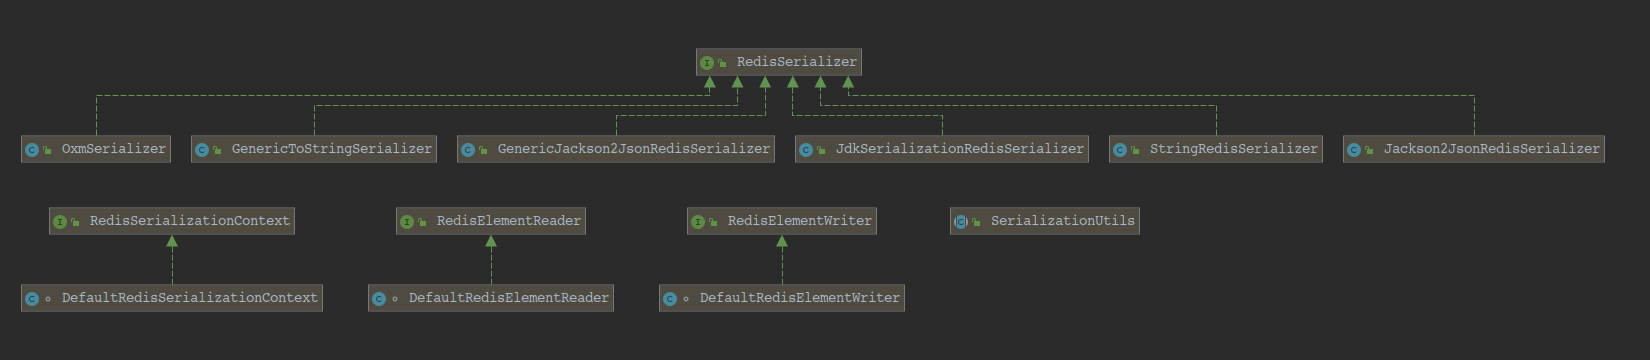 RedisSerializer
OxmSerializer GenericToStringSerializer GenericJackson2JsonRedisSerializer JdkSerializationRedisSerializer StringRedisSerializer Jackson2JsonRedisSerializer
RedisSerializationContext RedisElementReader RedisElementWriter SerializationUtils
DefaultRedisSerializationContext DefaultRedisElementReader DefaultRedisElementWriter